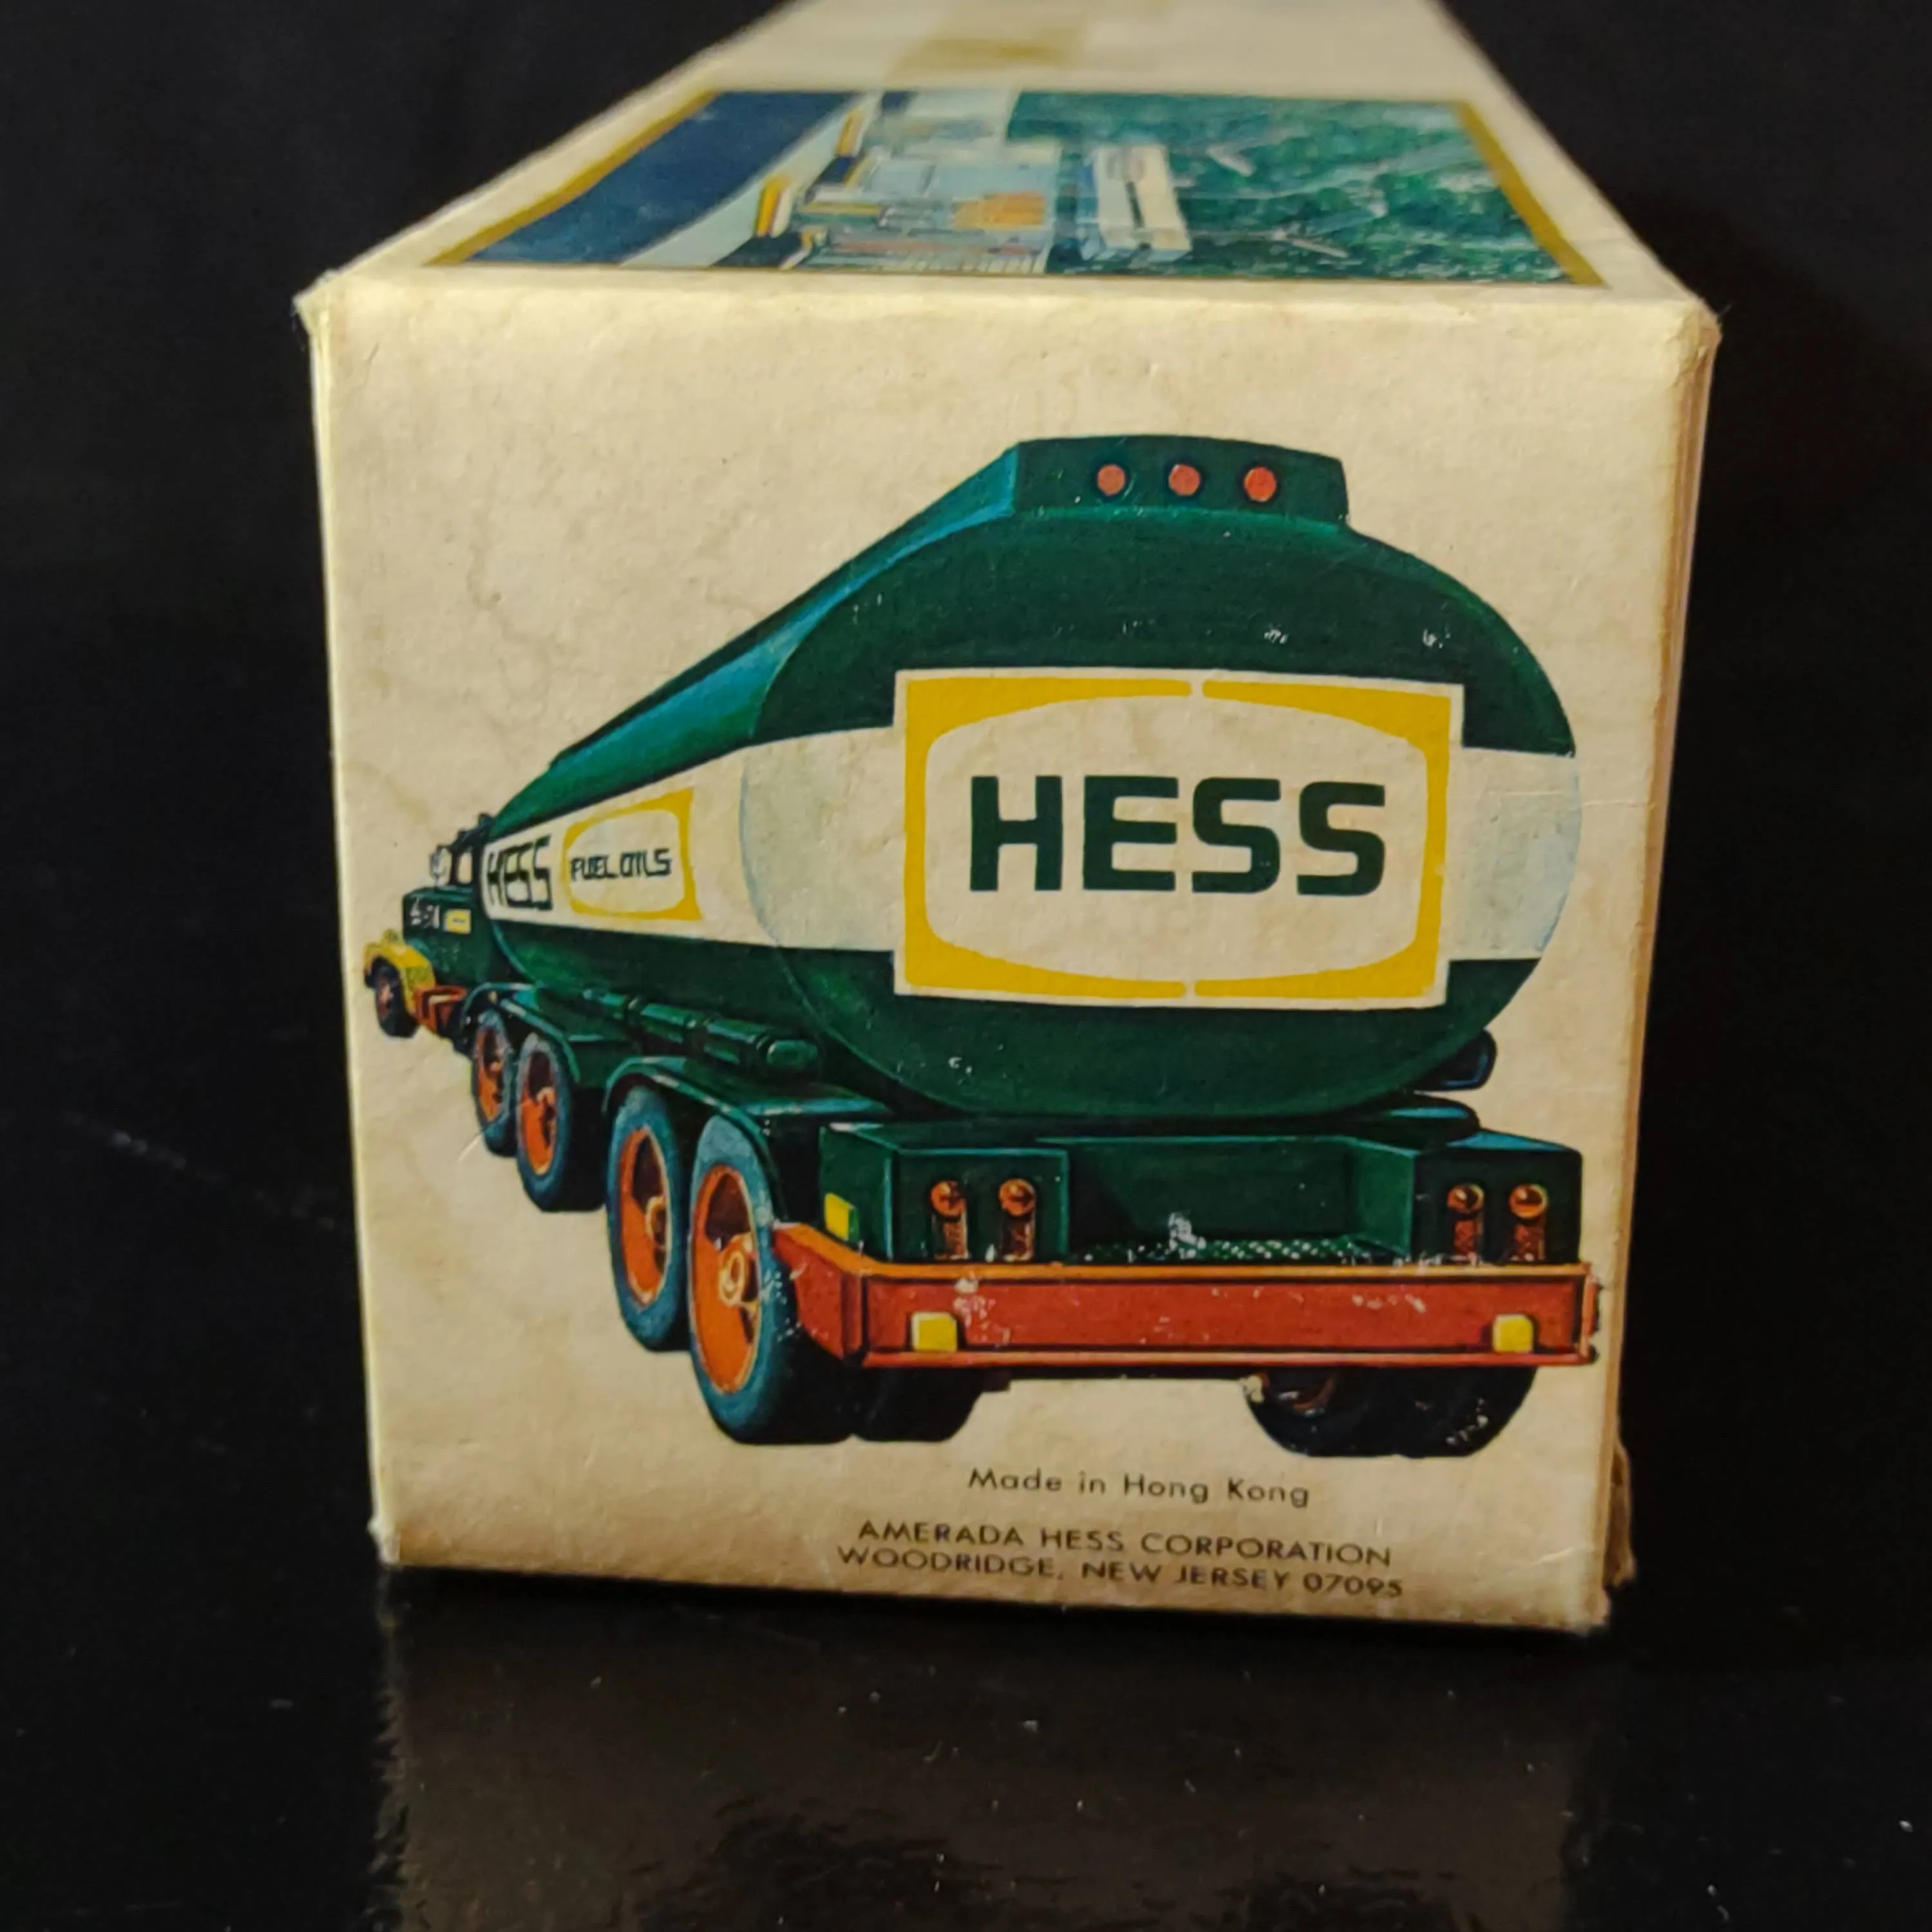 HESS
HESS
FUEL OILS
Made in Hong Kong
AMERADA HESS CORPORATION
WOODRIDGE, NEW JERSEY 07095